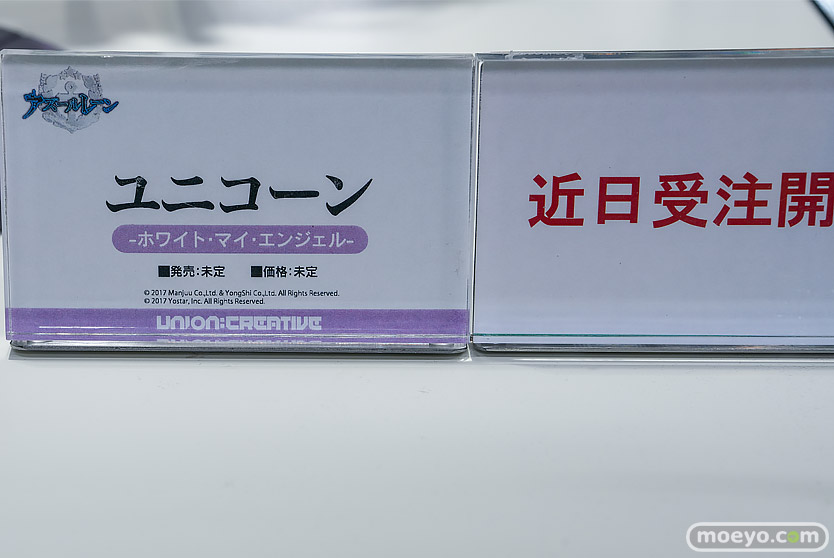 アズールレーン
ユニコーン
-ホワイト・マイ・エンジェル-
■発売:未定 ■価格:未定
© 2017 Manjuu Co.,Ltd. & YongShi Co.,Ltd. All Rights Reserved.
© 2017 Yostar, Inc. All Rights Reserved.
UNION:CREATIVE
近日受注開
moeyo.com